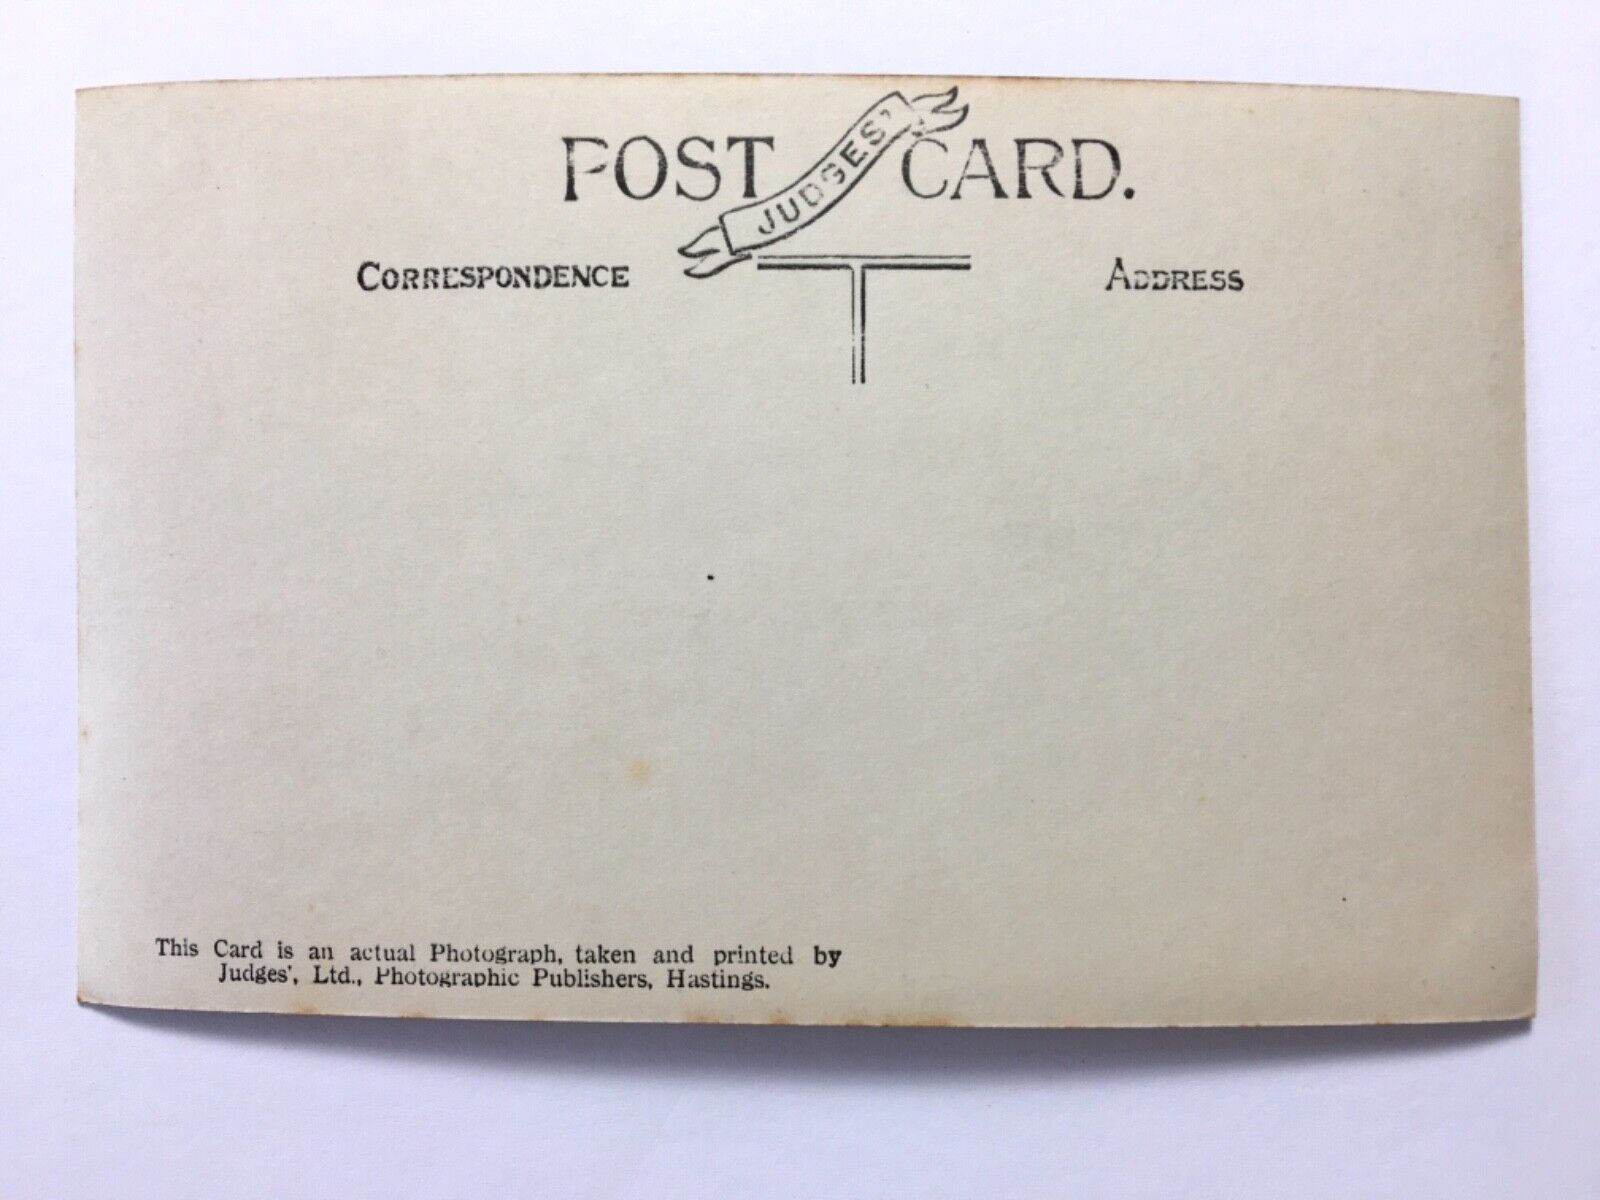 POST JUDGES' CARD.
CORRESPONDENCE ADDRESS
This Card is an actual Photograph, taken and printed by
Judges', Ltd., Photographic Publishers, Hastings.